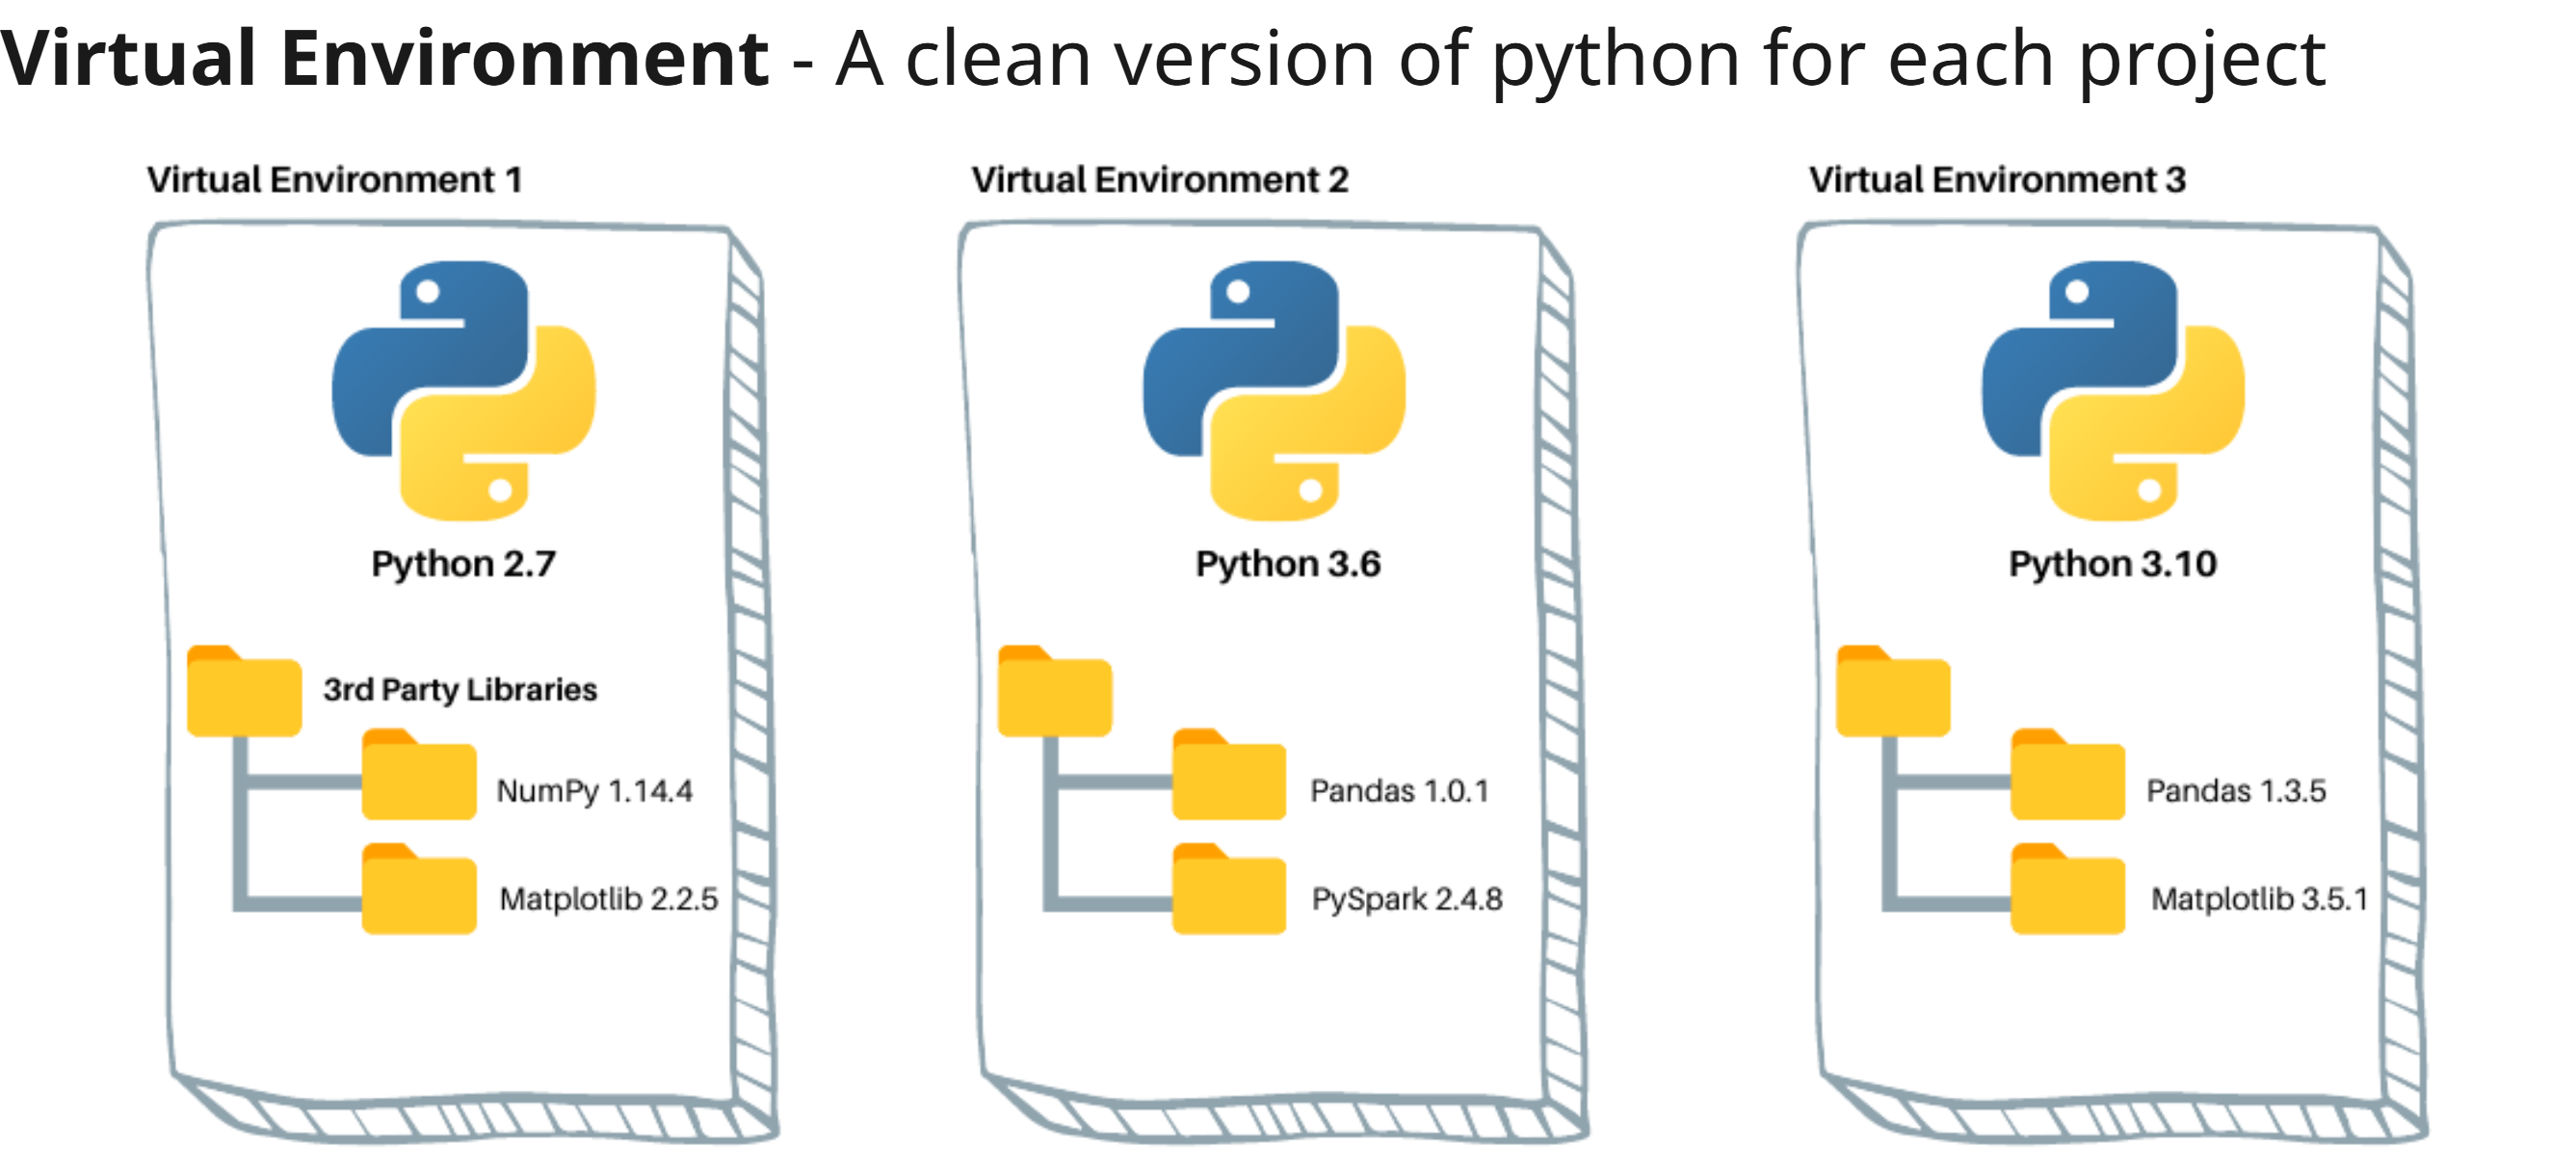 Virtual Environment - A clean version of python for each project
Virtual Environment 1
Python 2.7
3rd Party Libraries
NumPy 1.14.4
Matplotlib 2.2.5
Virtual Environment 2
Python 3.6
Pandas 1.0.1
PySpark 2.4.8
Virtual Environment 3
Python 3.10
Pandas 1.3.5
Matplotlib 3.5.1